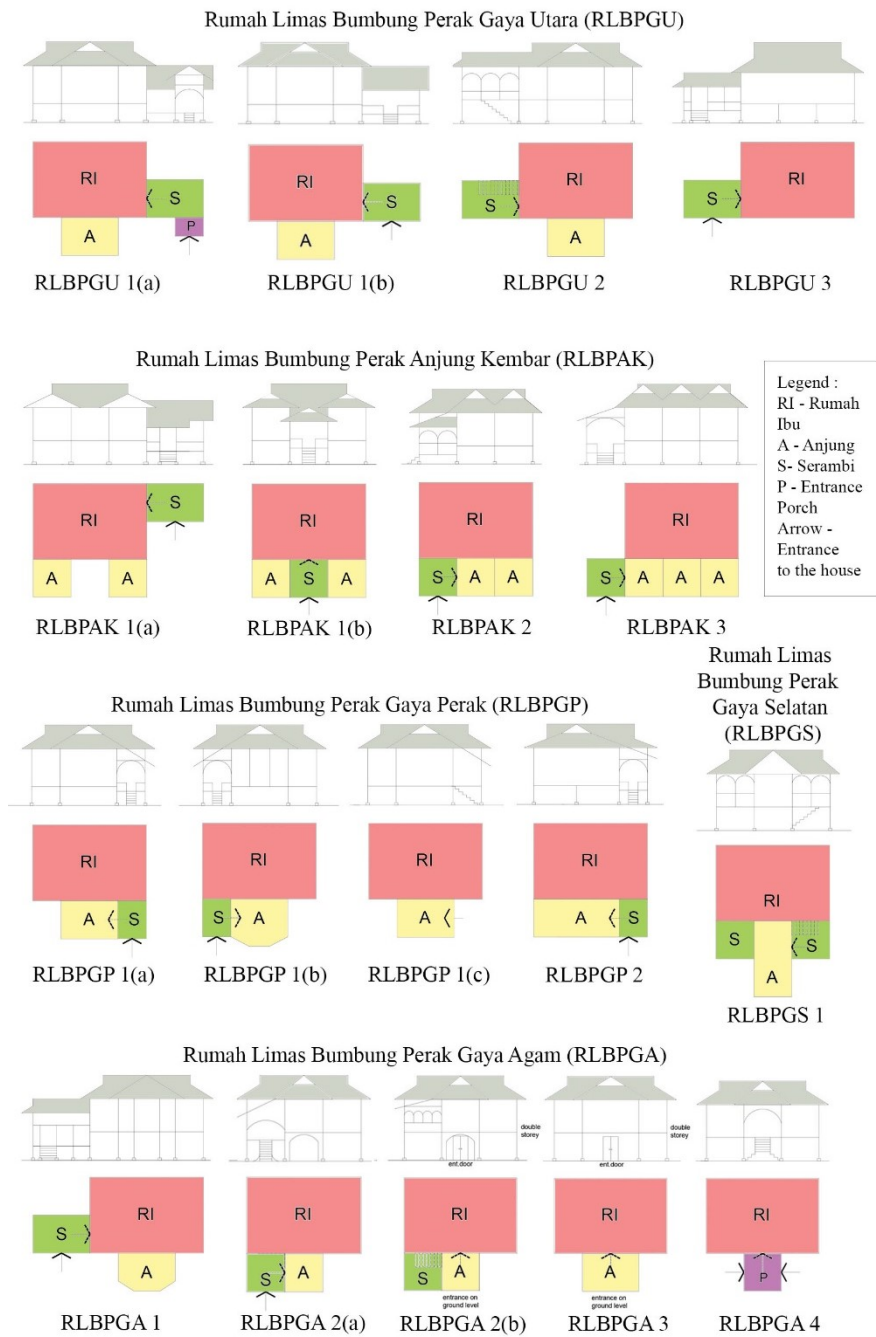 Rumah Limas Bumbung Perak Gaya Utara (RLBPGU)
RI
S
P
A
RI
S
A
RI
S
A
RI
S
RLBPGU 1(a)
RLBPGU 1(b)
RLBPGU 2
RLBPGU 3
Rumah Limas Bumbung Perak Anjung Kembar (RLBPAK)
Legend :
RI - Rumah
Ibu
A - Anjung
S- Serambi
P - Entrance
Porch
Arrow -
Entrance
to the house
RI
S
A
A
RI
A
S
A
RI
S
A
A
RI
S
A
A
A
RLBPAK 1(a)
RLBPAK 1(b)
RLBPAK 2
RLBPAK 3
Rumah Limas Bumbung Perak Gaya Perak (RLBPGP)
Rumah Limas
Bumbung Perak
Gaya Selatan
(RLBPGS)
RI
A
S
RI
S
A
RI
A
RI
A
S
RI
S
S
A
RLBPGP 1(a)
RLBPGP 1(b)
RLBPGP 1(c)
RLBPGP 2
RLBPGS 1
Rumah Limas Bumbung Perak Gaya Agam (RLBPGA)
ent.door
double
storey
ent.door
double
storey
RI
S
A
RI
S
A
RI
S
A
entrance on
ground level
RI
A
entrance on
ground level
RI
P
RLBPGA 1
RLBPGA 2(a)
RLBPGA 2(b)
RLBPGA 3
RLBPGA 4